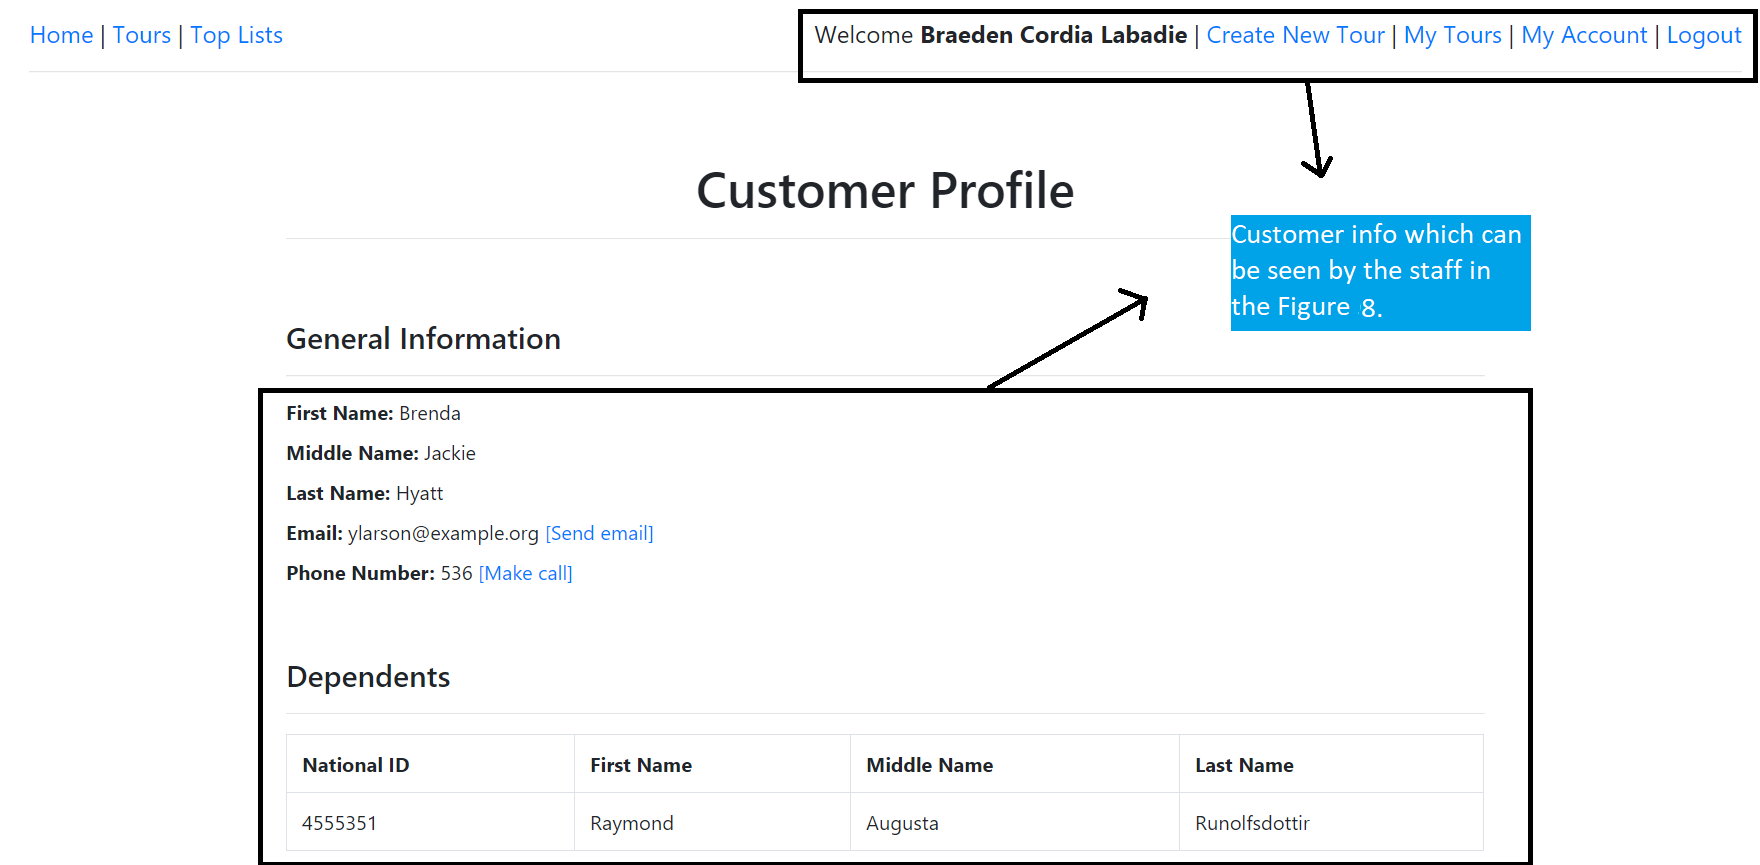 Home | Tours | Top Lists
Welcome Braeden Cordia Labadie | Create New Tour | My Tours | My Account | Logout
Customer Profile
Customer info which can
be seen by the staff in
the Figure 8.
General Information
First Name: Brenda
Middle Name: Jackie
Last Name: Hyatt
Email: ylarson@example.org [Send email]
Phone Number: 536 [Make call]
Dependents
National ID First Name Middle Name Last Name
4555351 Raymond Augusta Runolfsdottir